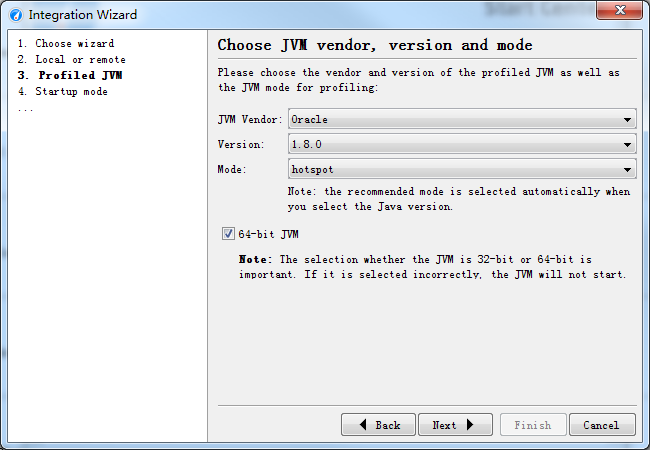 Integration Wizard
Start Cente
1. Choose wizard
2. Local or remote
3. Profiled JVM
4. Startup mode
...
Choose JVM vendor, version and mode
Please choose the vendor and version of the profiled JVM as well as
the JVM mode for profiling:
JVM Vendor: Oracle
Version: 1.8.0
Mode: hotspot
Note: the recommended mode is selected automatically when
you select the Java version.
64-bit JVM
Note: The selection whether the JVM is 32-bit or 64-bit is
important. If it is selected incorrectly, the JVM will not start.
Back Next Finish Cancel